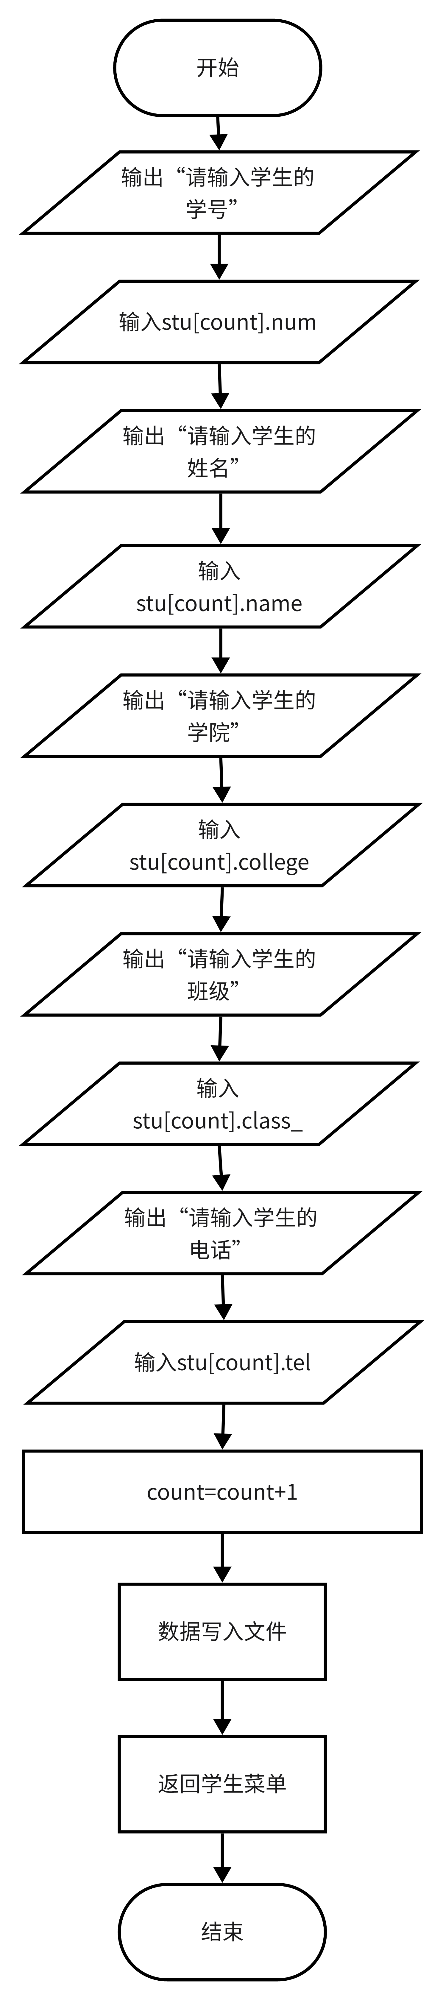 开始
输出“请输入学生的
学号”
输入stu[count].num
输出“请输入学生的
姓名”
输入
stu[count].name
输出“请输入学生的
学院”
输入
stu[count].college
输出“请输入学生的
班级”
输入
stu[count].class_
输出“请输入学生的
电话”
输入stu[count].tel
count=count+1
数据写入文件
返回学生菜单
结束